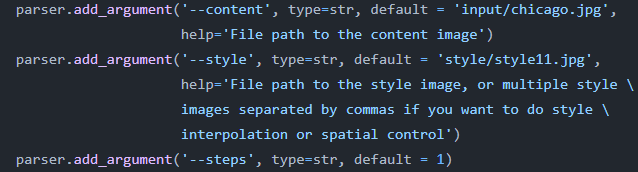 parser.add_argument('--content', type=str, default = 'input/chicago.jpg',
help='File path to the content image')
parser.add_argument('--style', type=str, default = 'style/style11.jpg',
help='File path to the style image, or multiple style \
images separated by commas if you want to do style \
interpolation or spatial control')
parser.add_argument('--steps', type=str, default = 1)